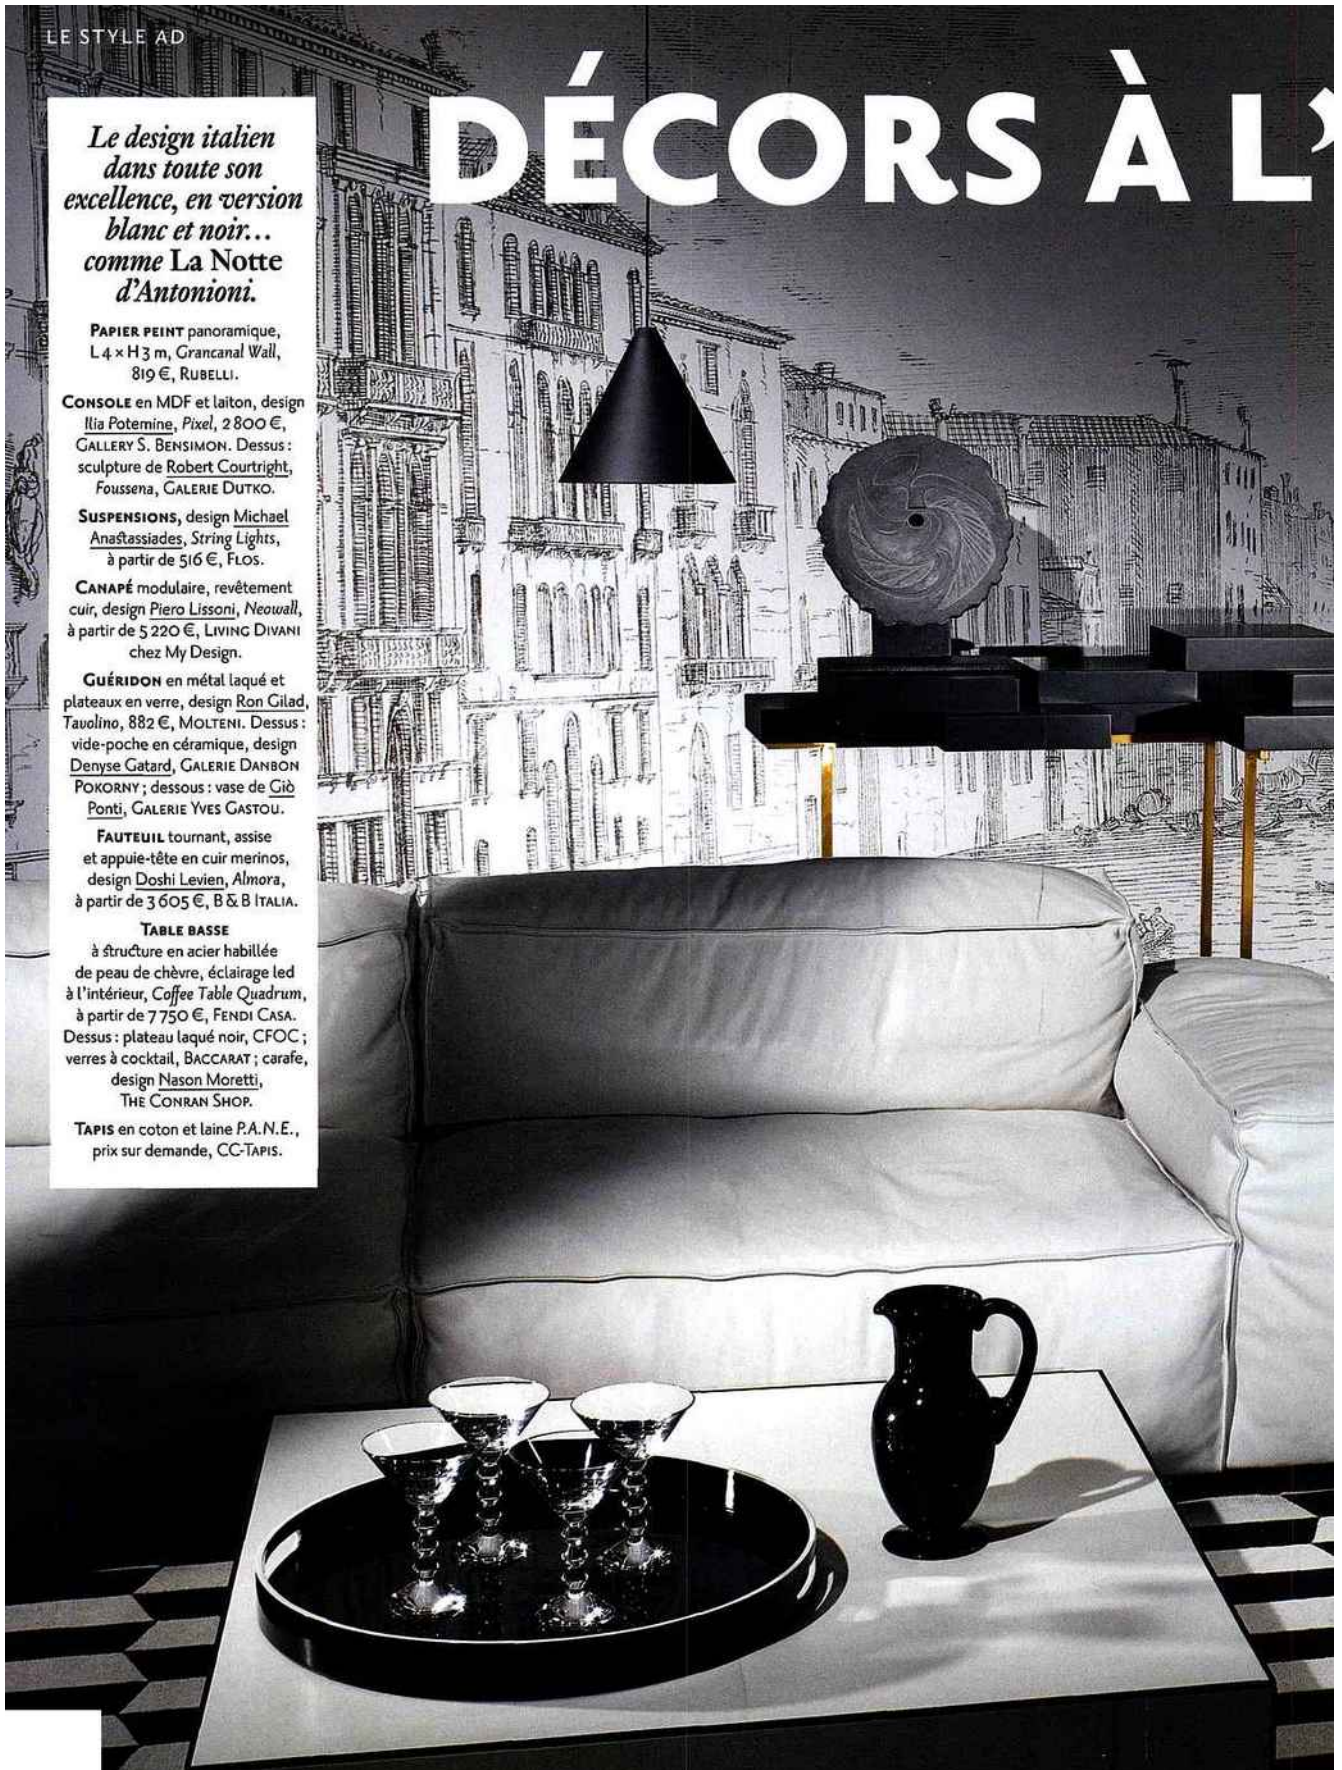 LE STYLE AD
DÉCORS À L'
Le design italien
dans toute son
excellence, en version
blanc et noir…
comme La Notte
d'Antonioni.
PAPIER PEINT panoramique,
L 4 × H 3 m, Grancanal Wall,
819 €, RUBELLI.
CONSOLE en MDF et laiton, design
Ilia Potemine, Pixel, 2 800 €,
GALLERY S. BENSIMON. Dessus :
sculpture de Robert Courtright,
Foussena, GALERIE DUTKO.
SUSPENSIONS, design Michael
Anastassiades, String Lights,
à partir de 516 €, FLOS.
CANAPÉ modulaire, revêtement
cuir, design Piero Lissoni, Neowall,
à partir de 5 220 €, LIVING DIVANI
chez My Design.
GUÉRIDON en métal laqué et
plateaux en verre, design Ron Gilad,
Tavolino, 882 €, MOLTENI. Dessus :
vide-poche en céramique, design
Denyse Gatard, GALERIE DANBON
POKORNY ; dessous : vase de Giò
Ponti, GALERIE YVES GASTOU.
FAUTEUIL tournant, assise
et appuie-tête en cuir merinos,
design Doshi Levien, Almora,
à partir de 3 605 €, B & B ITALIA.
TABLE BASSE
à structure en acier habillée
de peau de chèvre, éclairage led
à l'intérieur, Coffee Table Quadrum,
à partir de 7 750 €, FENDI CASA.
Dessus : plateau laqué noir, CFOC ;
verres à cocktail, BACCARAT ; carafe,
design Nason Moretti,
THE CONRAN SHOP.
TAPIS en coton et laine P.A.N.E.,
prix sur demande, CC-TAPIS.